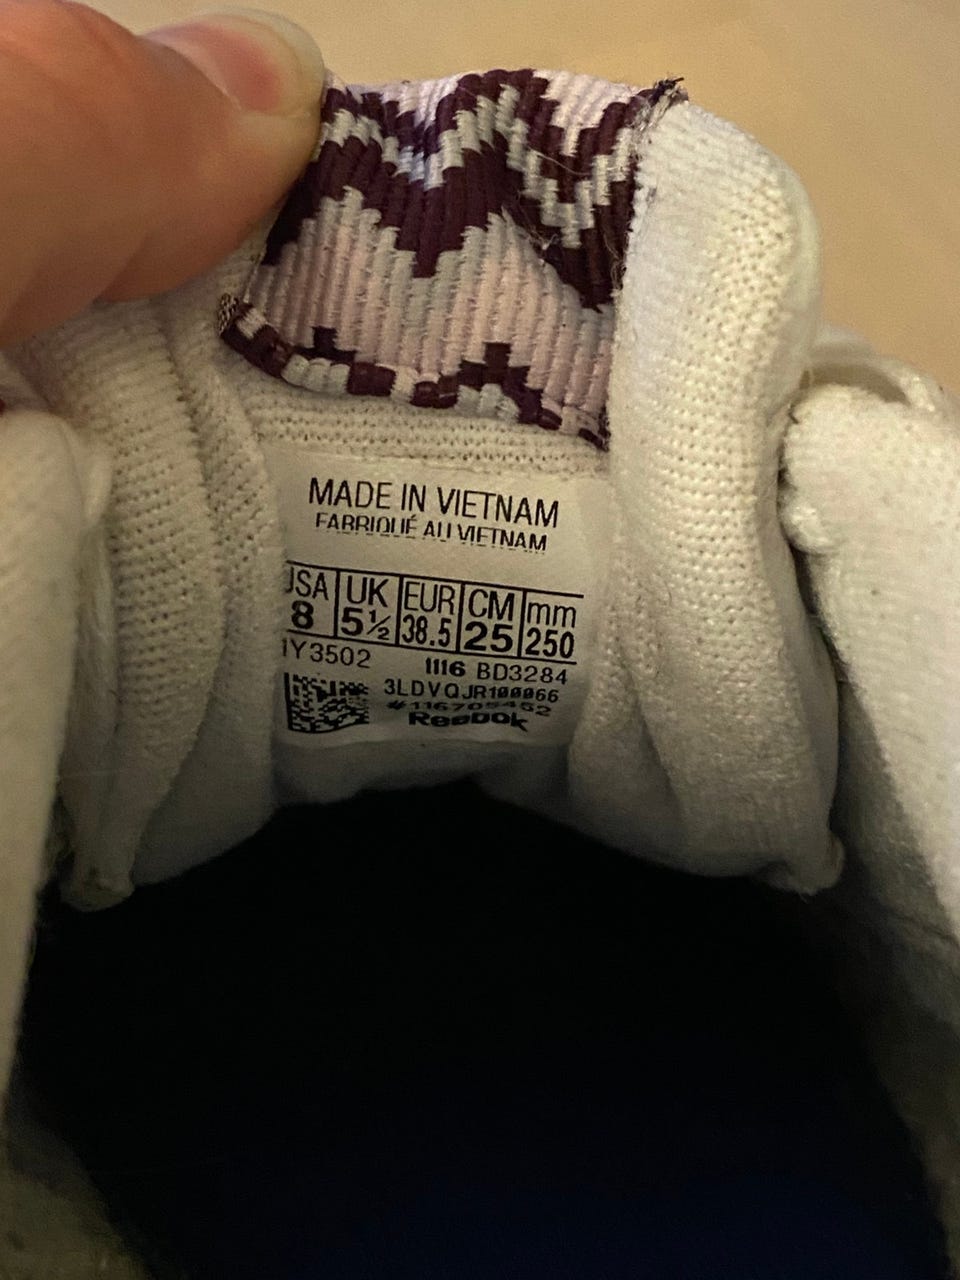 MADE IN VIETNAM
FABRIQUÉ AU VIETNAM
USA UK EUR CM mm
8 5½ 38.5 25 250
1Y3502 1116 BD3284
3LDVQJR100066
#116705452
Reebok